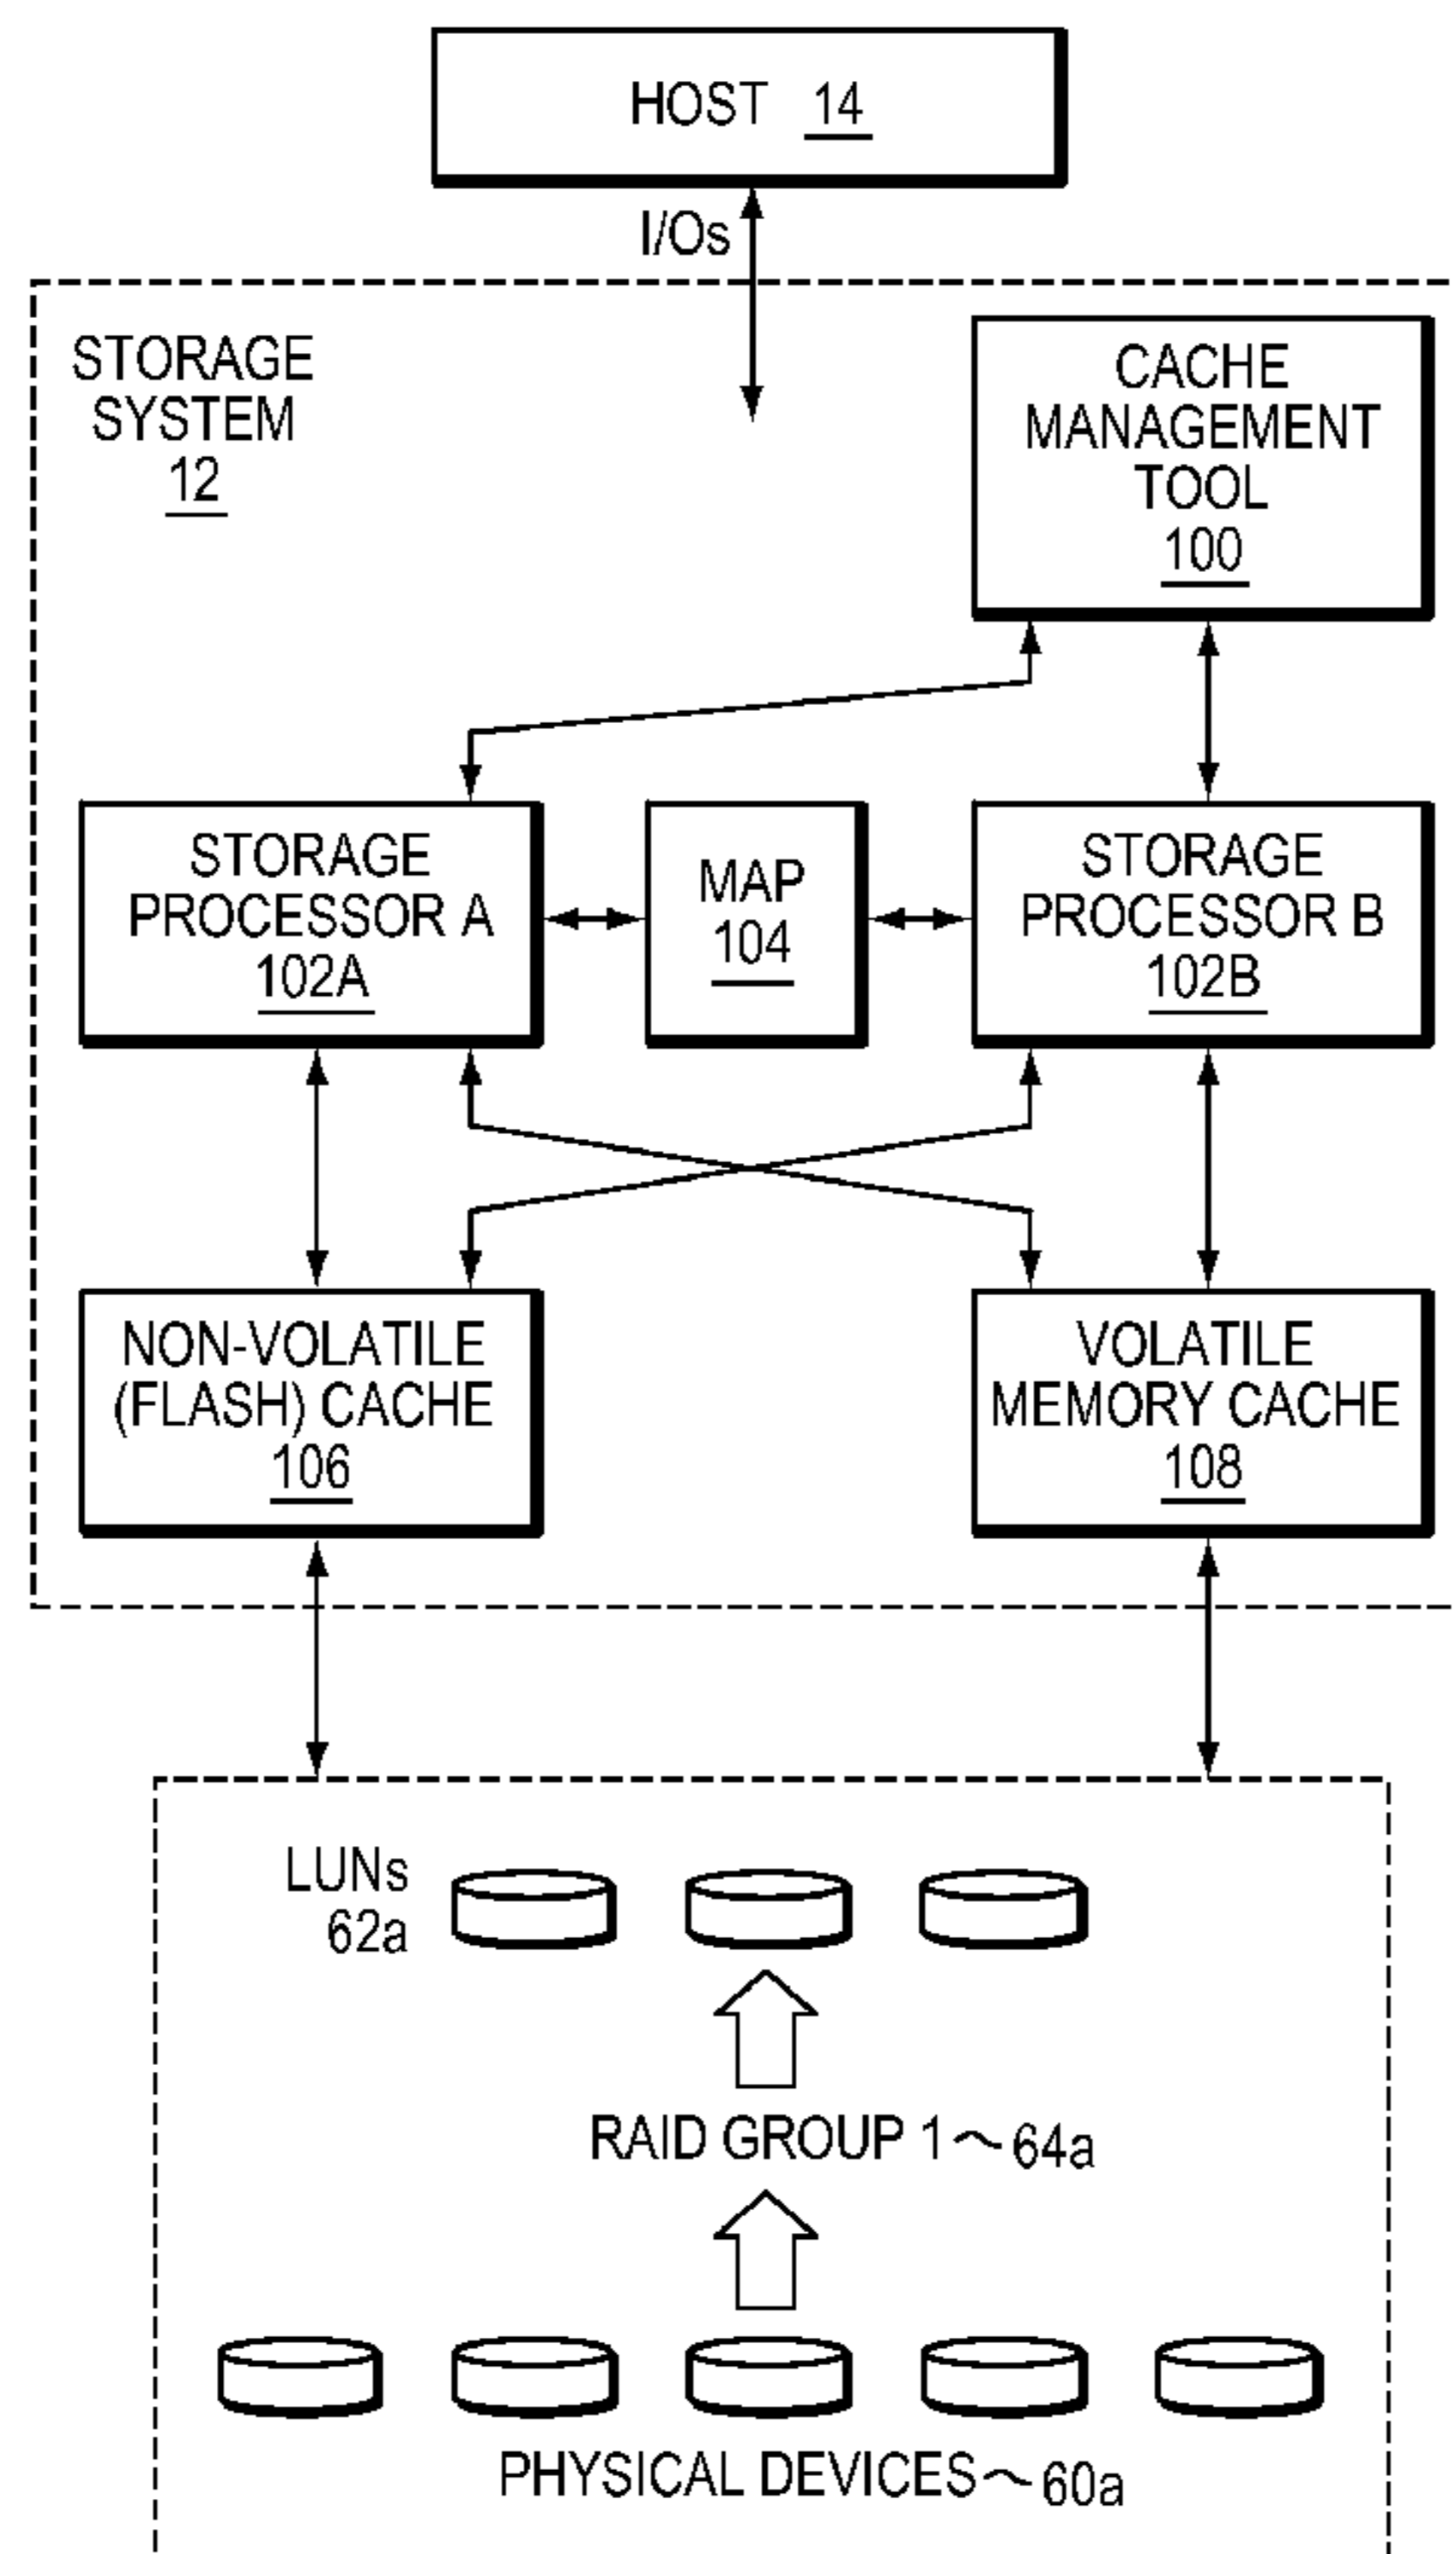 HOST 14
I/Os
STORAGE
SYSTEM
12
CACHE
MANAGEMENT
TOOL
100
STORAGE
PROCESSOR A
102A
MAP
104
STORAGE
PROCESSOR B
102B
NON-VOLATILE
(FLASH) CACHE
106
VOLATILE
MEMORY CACHE
108
LUNs
62a
RAID GROUP 1~64a
PHYSICAL DEVICES~60a